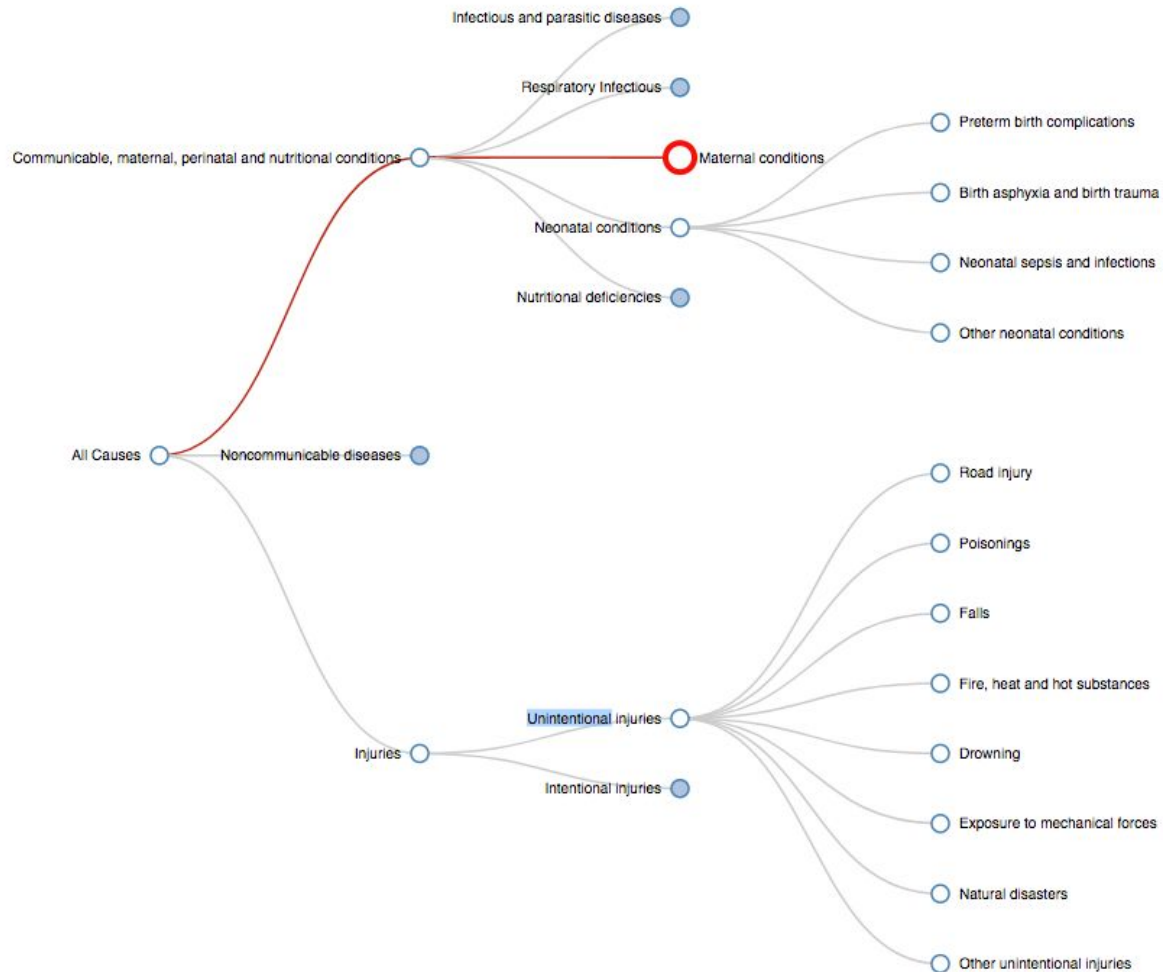 Infectious and parasitic diseases
Respiratory Infectious
Preterm birth complications
Communicable, maternal, perinatal and nutritional conditions
Maternal conditions
Birth asphyxia and birth trauma
Neonatal conditions
Neonatal sepsis and infections
Nutritional deficiencies
Other neonatal conditions
All Causes
Noncommunicable diseases
Road injury
Poisonings
Falls
Fire, heat and hot substances
Unintentional injuries
Injuries
Drowning
Intentional injuries
Exposure to mechanical forces
Natural disasters
Other unintentional injuries